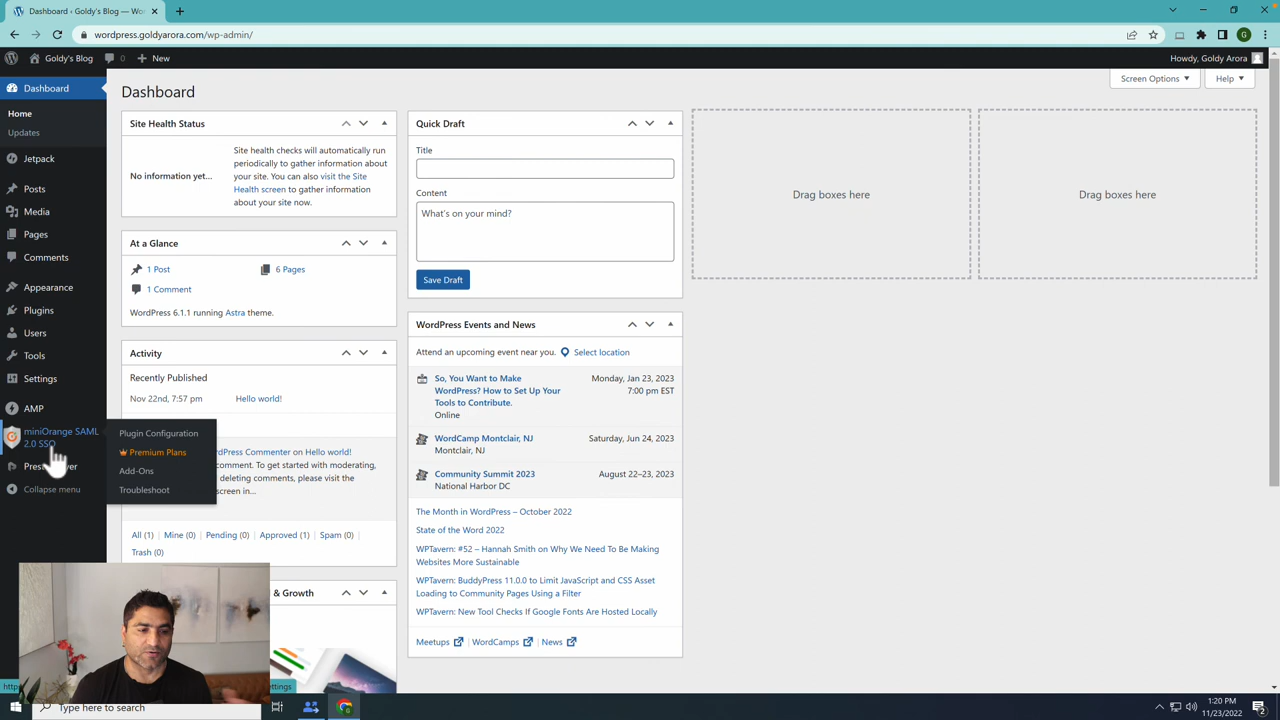 Dashboard ‹ Goldy's Blog — Wo
wordpress.goldyarora.com/wp-admin/
G
Goldy's Blog
0
New
Howdy, Goldy Arora
Dashboard
Home
Updates
Jetpack
Posts
Media
Pages
Comments
Appearance
Plugins
Users
Tools
Settings
AMP
miniOrange SAML
2.0 SSO
Collapse menu
Plugin Configuration
Premium Plans
Add-Ons
Troubleshoot
Dashboard
Screen Options
Help
Site Health Status
No information yet...
Site health checks will automatically run
periodically to gather information about
your site. You can also visit the Site
Health screen to gather information
about your site now.
At a Glance
1 Post
6 Pages
1 Comment
WordPress 6.1.1 running Astra theme.
Activity
Recently Published
Nov 22nd, 7:57 pm
Hello world!
Commenter on Hello world!
comment. To get started with moderating,
deleting comments, please visit the
screen in...
All (1) | Mine (0) | Pending (0) | Approved (1) | Spam (0) |
Trash (0)
& Growth
Quick Draft
Title
Content
What's on your mind?
Save Draft
WordPress Events and News
Attend an upcoming event near you.
Select location
So, You Want to Make
WordPress? How to Set Up Your
Tools to Contribute.
Online
Monday, Jan 23, 2023
7:00 pm EST
WordCamp Montclair, NJ
Montclair, NJ
Saturday, Jun 24, 2023
Community Summit 2023
National Harbor DC
August 22–23, 2023
The Month in WordPress – October 2022
State of the Word 2022
WPTavern: #52 – Hannah Smith on Why We Need To Be Making
Websites More Sustainable
WPTavern: BuddyPress 11.0.0 to Limit JavaScript and CSS Asset
Loading to Community Pages Using a Filter
WPTavern: New Tool Checks If Google Fonts Are Hosted Locally
Meetups | WordCamps | News
Drag boxes here
Drag boxes here
Type here to search
1:20 PM
11/23/2022
2